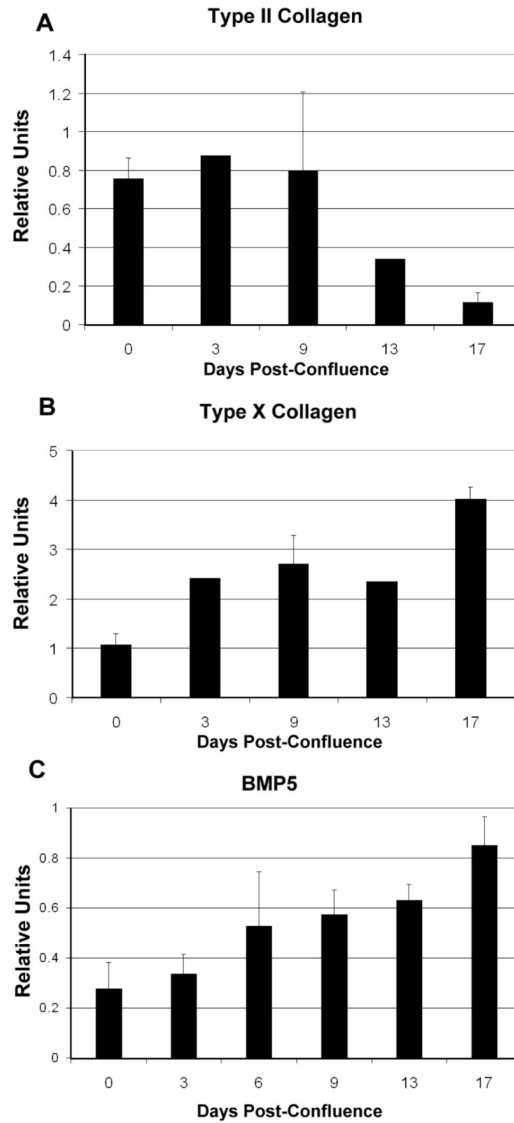 A
Type II Collagen
Relative Units
1.4
1.2
1
0.8
0.6
0.4
0.2
0
0 3 9 13 17
Days Post-Confluence
B
Type X Collagen
Relative Units
5
4
3
2
1
0
0 3 9 13 17
Days Post-Confluence
C
BMP5
Relative Units
1
0.8
0.6
0.4
0.2
0
0 3 6 9 13 17
Days Post-Confluence